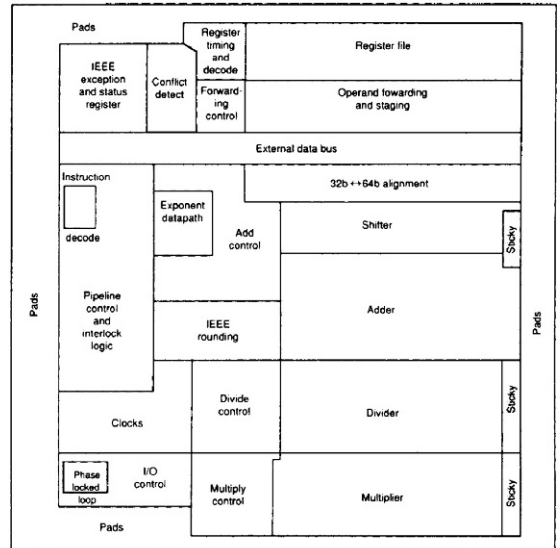 Pads
Register
timing
and
decode
Register file
IEEE
exception
and status
register
Conflict
detect
Forward-
ing
control
Operand fowarding
and staging
External data bus
Instruction
decode
32b ↔ 64b alignment
Exponent
datapath
Add
control
Shifter
Sticky
Pads
Pipeline
control
and
interlock
logic
Adder
Pads
IEEE
rounding
Clocks
Divide
control
Divider
Sticky
Phase
locked
loop
I/O
control
Multiply
control
Multiplier
Sticky
Pads